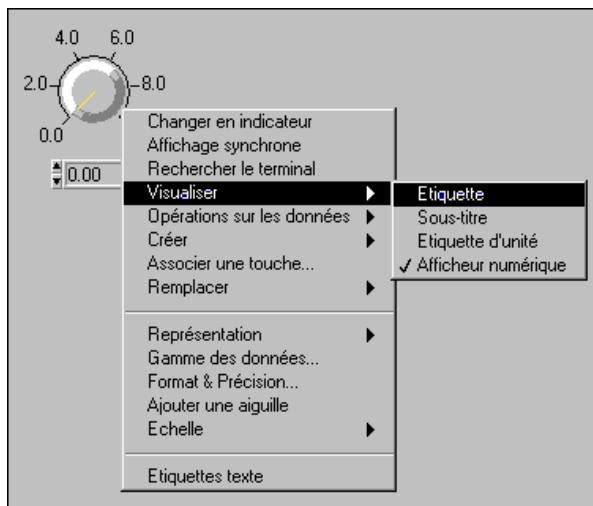 4.0 6.0
2.0 8.0
0.0
0.00
Changer en indicateur
Affichage synchrone
Rechercher le terminal
Visualiser
Opérations sur les données
Créer
Associer une touche...
Remplacer
Représentation
Gamme des données...
Format & Précision...
Ajouter une aiguille
Echelle
Etiquettes texte
Etiquette
Sous-titre
Etiquette d'unité
Afficheur numérique